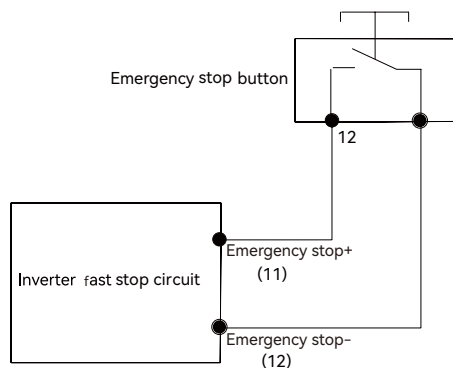 Emergency stop button
12
Emergency stop+
(11)
Inverter fast stop circuit
Emergency stop-
(12)